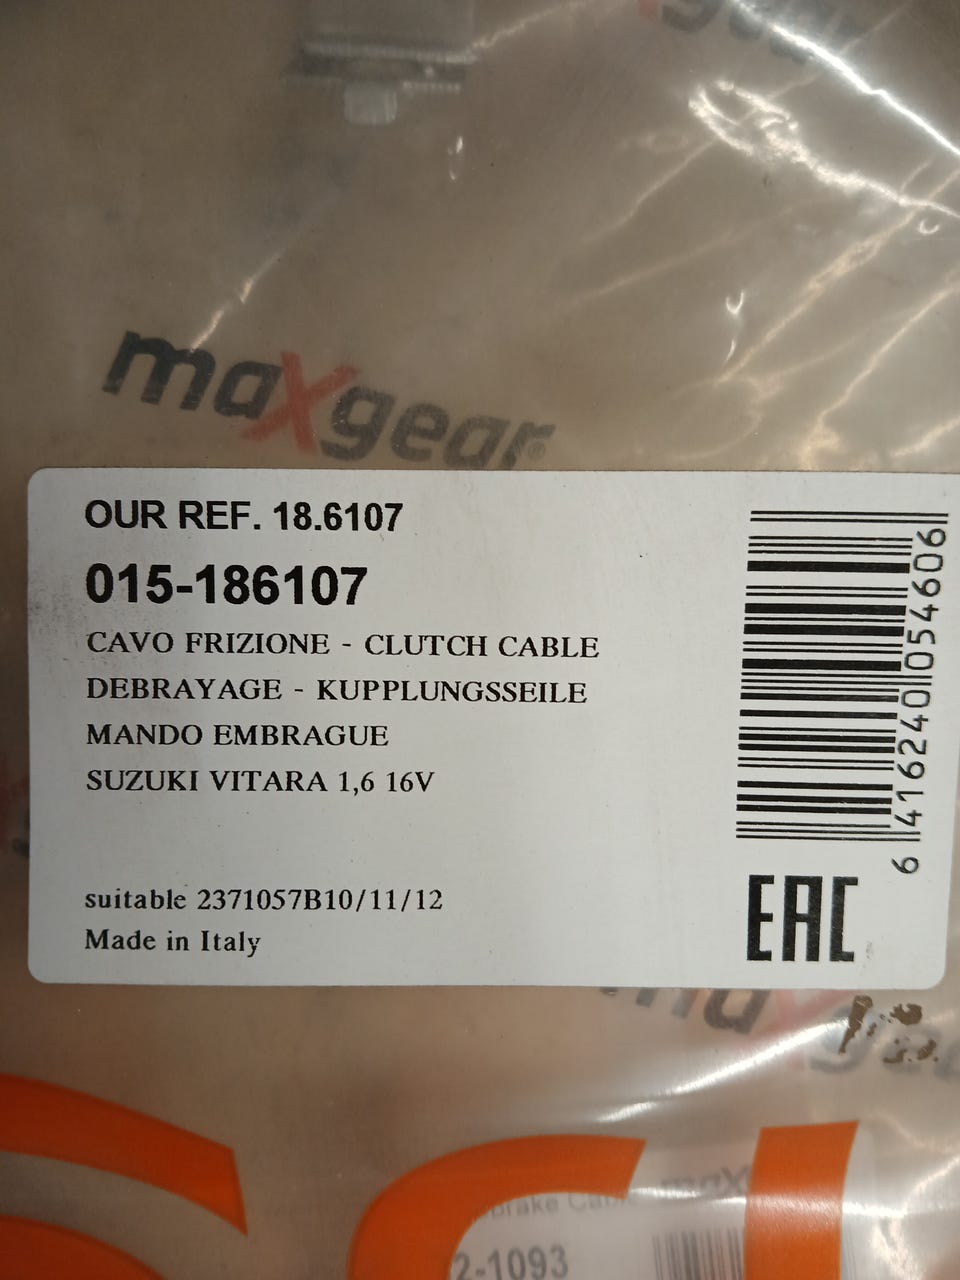 maXgear
OUR REF. 18.6107
015-186107
CAVO FRIZIONE - CLUTCH CABLE
DEBRAYAGE - KUPPLUNGSSEILE
MANDO EMBRAGUE
SUZUKI VITARA 1,6 16V
suitable 2371057B10/11/12
Made in Italy
6 416240 054606
EAC
brake Cable
2-1093